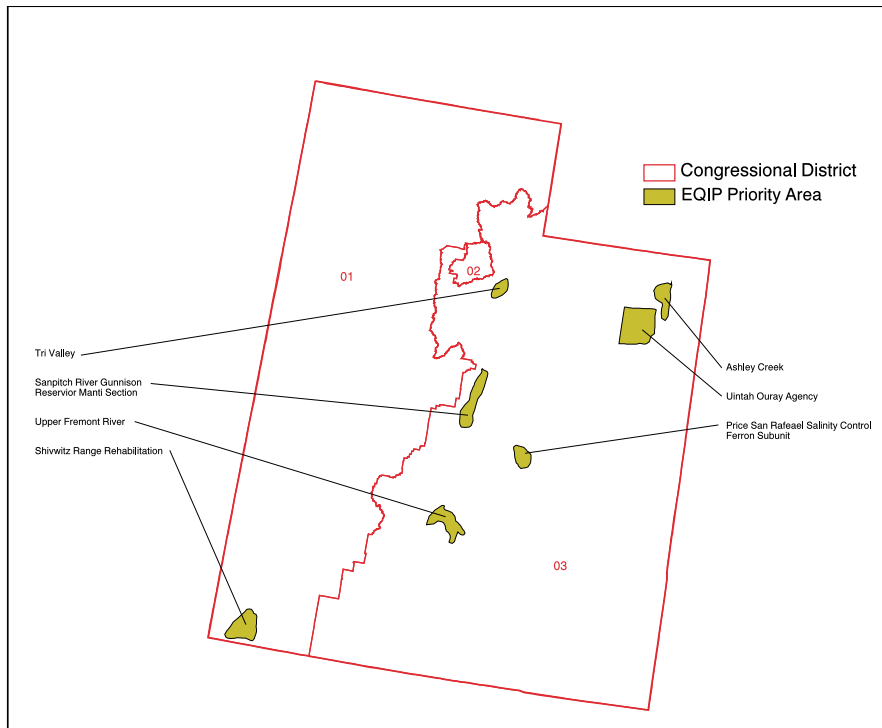 Congressional District
EQIP Priority Area
02
01
Tri Valley
Sanpitch River Gunnison
Reservior Manti Section
Upper Fremont River
Shivwitz Range Rehabilitation
Ashley Creek
Uintah Ouray Agency
Price San Rafeael Salinity Control
Ferron Subunit
03